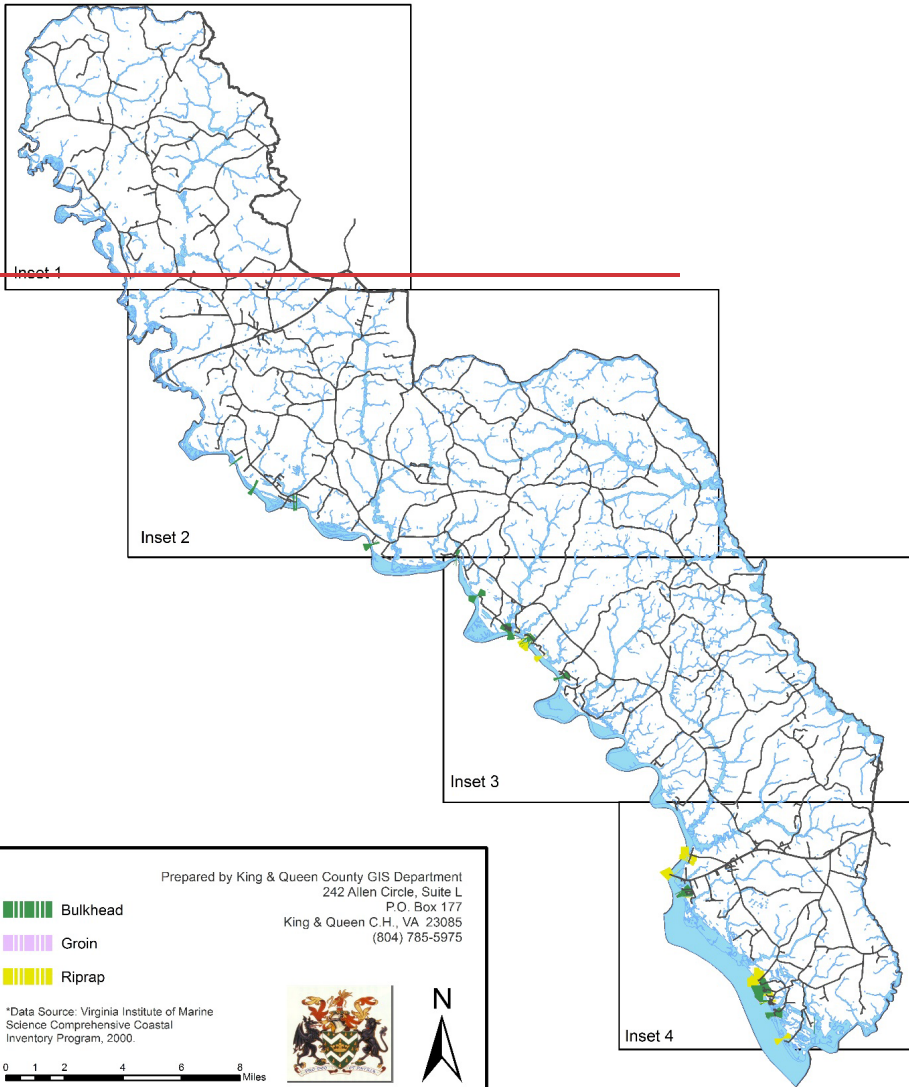 Inset 1
Inset 2
Inset 3
Inset 4
Prepared by King & Queen County GIS Department
242 Allen Circle, Suite L
P.O. Box 177
King & Queen C.H., VA 23085
(804) 785-5975
Bulkhead
Groin
Riprap
*Data Source: Virginia Institute of Marine
Science Comprehensive Coastal
Inventory Program, 2000.
N
0 1 2 4 6 8
Miles